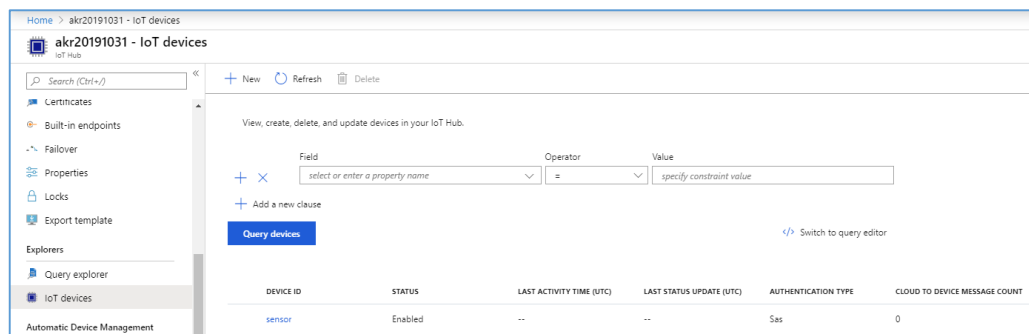 Home > akr20191031 - IoT devices
akr20191031 - IoT devices
IoT Hub
Search (Ctrl+/)
«
Certificates
Built-in endpoints
Failover
Properties
Locks
Export template
Explorers
Query explorer
IoT devices
Automatic Device Management
New Refresh Delete
View, create, delete, and update devices in your IoT Hub.
Field Operator Value
select or enter a property name = specify constraint value
Add a new clause
Query devices </> Switch to query editor
DEVICE ID STATUS LAST ACTIVITY TIME (UTC) LAST STATUS UPDATE (UTC) AUTHENTICATION TYPE CLOUD TO DEVICE MESSAGE COUNT
sensor Enabled -- -- Sas 0